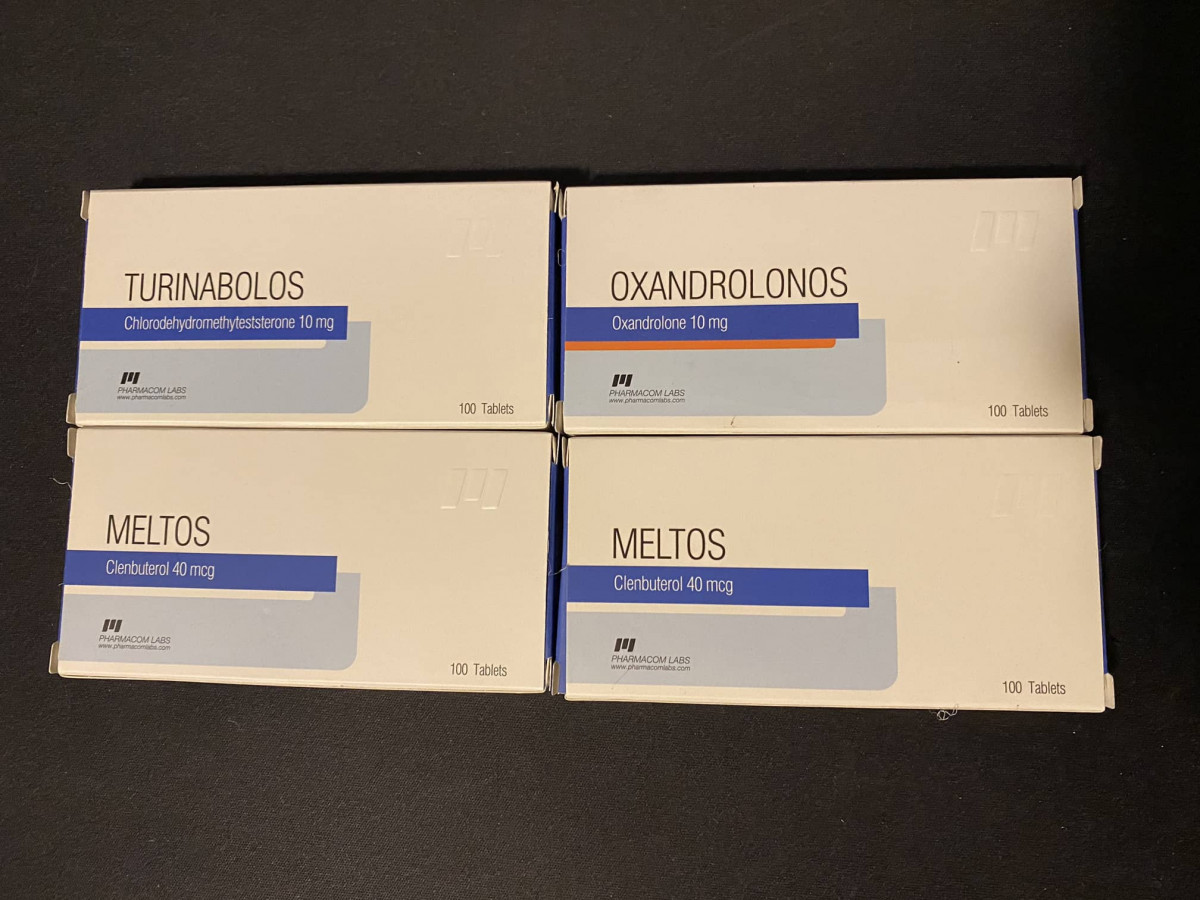 TURINABOLOS
Chlorodehydromethyteststerone 10 mg
PHARMACOM LABS
www.pharmacomlabs.com
100 Tablets
OXANDROLONOS
Oxandrolone 10 mg
PHARMACOM LABS
www.pharmacomlabs.com
100 Tablets
MELTOS
Clenbuterol 40 mcg
PHARMACOM LABS
www.pharmacomlabs.com
100 Tablets
MELTOS
Clenbuterol 40 mcg
PHARMACOM LABS
www.pharmacomlabs.com
100 Tablets